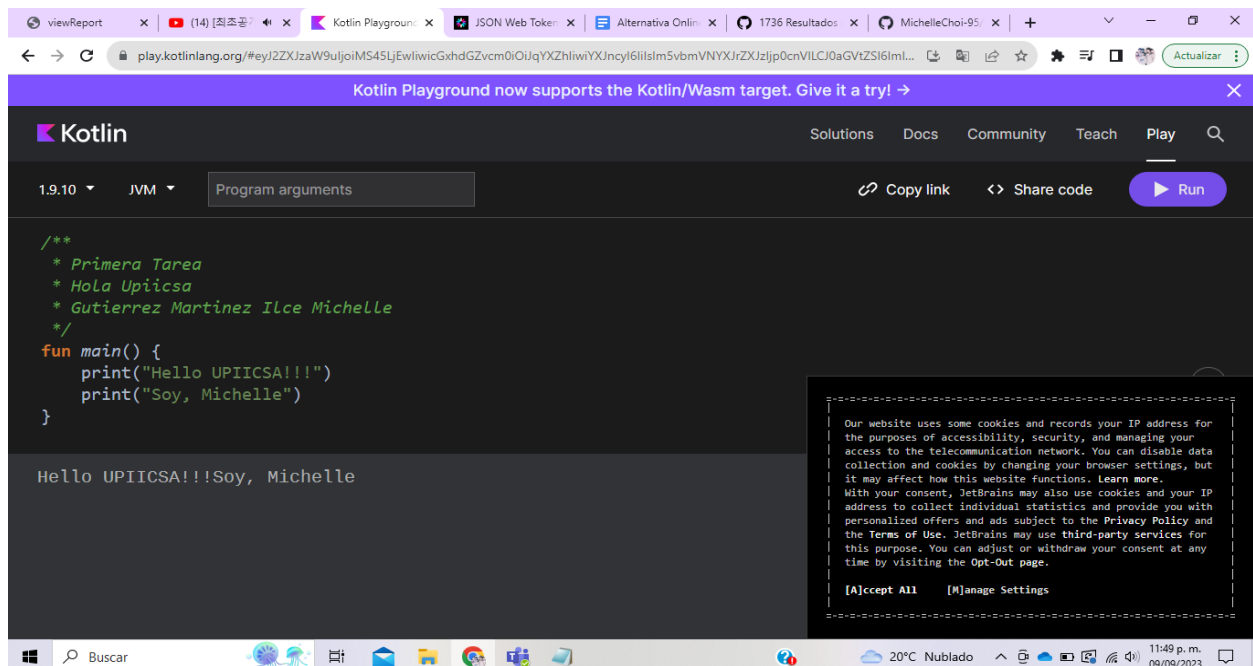 viewReport
(14) [최조공
Kotlin Playground
JSON Web Token
Alternativa Onlin
1736 Resultados
MichelleChoi-95/
play.kotlinlang.org/#
Actualizar
Kotlin Playground now supports the Kotlin/Wasm target. Give it a try! →
Kotlin
Solutions Docs Community Teach Play
1.9.10 JVM Program arguments Copy link <> Share code Run
/**
* Primera Tarea
* Hola Upiicsa
* Gutierrez Martinez Ilce Michelle
*/
fun main() {
print("Hello UPIICSA!!!")
print("Soy, Michelle")
}
Hello UPIICSA!!!Soy, Michelle
Our website uses some cookies and records your IP address for
the purposes of accessibility, security, and managing your
access to the telecommunication network. You can disable data
collection and cookies by changing your browser settings, but
it may affect how this website functions. Learn more.
With your consent, JetBrains may also use cookies and your IP
address to collect individual statistics and provide you with
personalized offers and ads subject to the Privacy Policy and
the Terms of Use. JetBrains may use third-party services for
this purpose. You can adjust or withdraw your consent at any
time by visiting the Opt-Out page.
[A]ccept All [M]anage Settings
Buscar
20°C Nublado
11:49 p. m.
09/09/2023